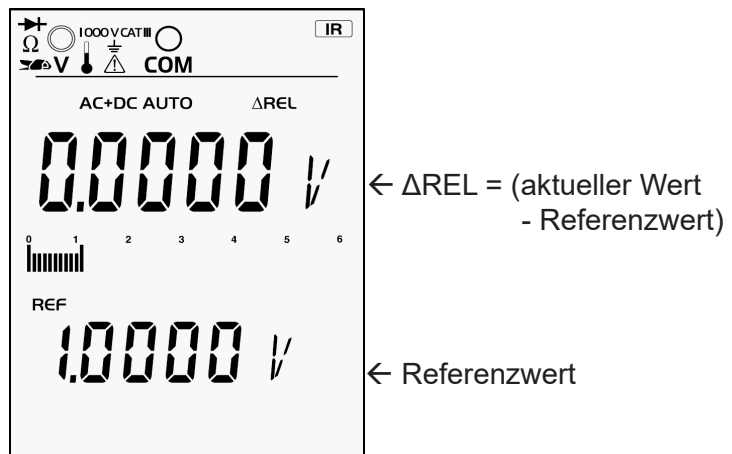 1000 V CAT III
IR
Ω
V
COM
AC+DC AUTO ΔREL
0.0000 V
← ΔREL = (aktueller Wert
- Referenzwert)
0 1 2 3 4 5 6
REF
1.0000 V
← Referenzwert